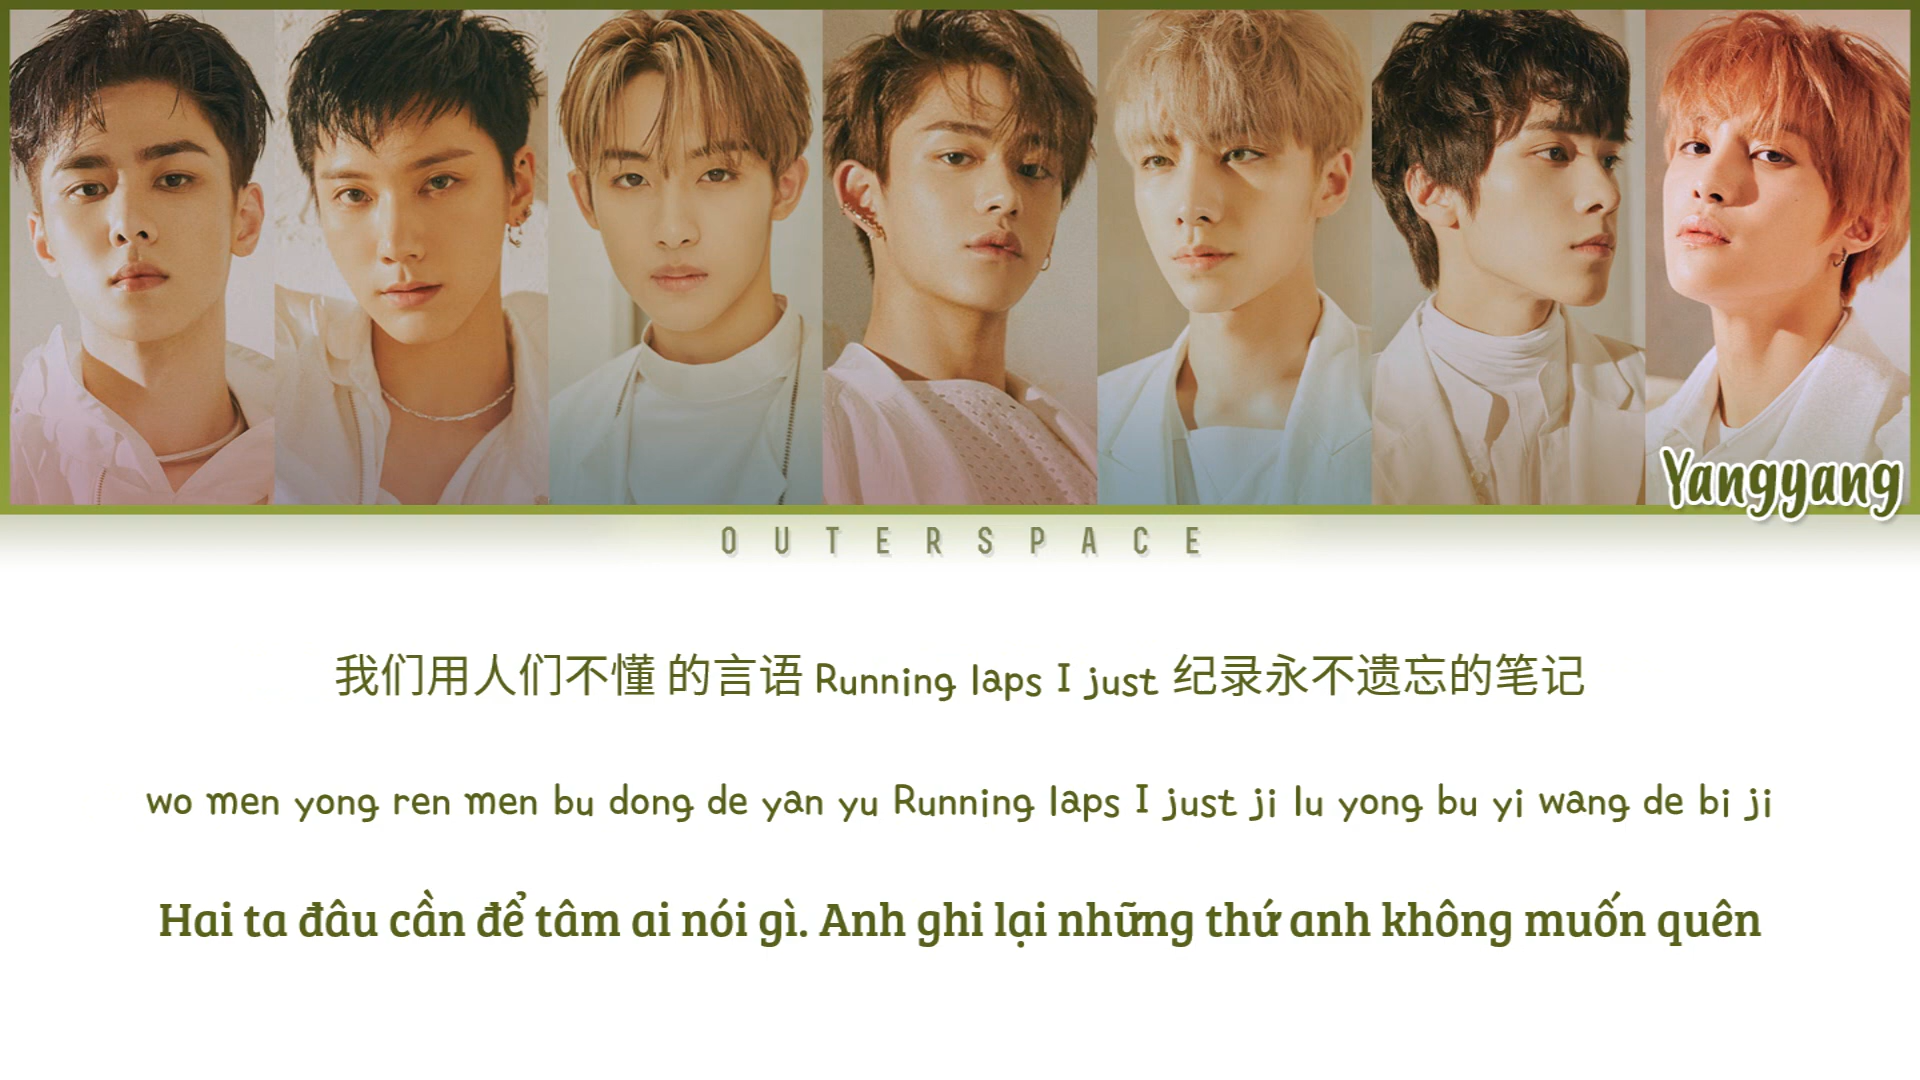 Yangyang
OUTERSPACE
我们用人们不懂 的言语 Running laps I just 纪录永不遗忘的笔记
wo men yong ren men bu dong de yan yu Running laps I just ji lu yong bu yi wang de bi ji
Hai ta đâu cần để tâm ai nói gì. Anh ghi lại những thứ anh không muốn quên